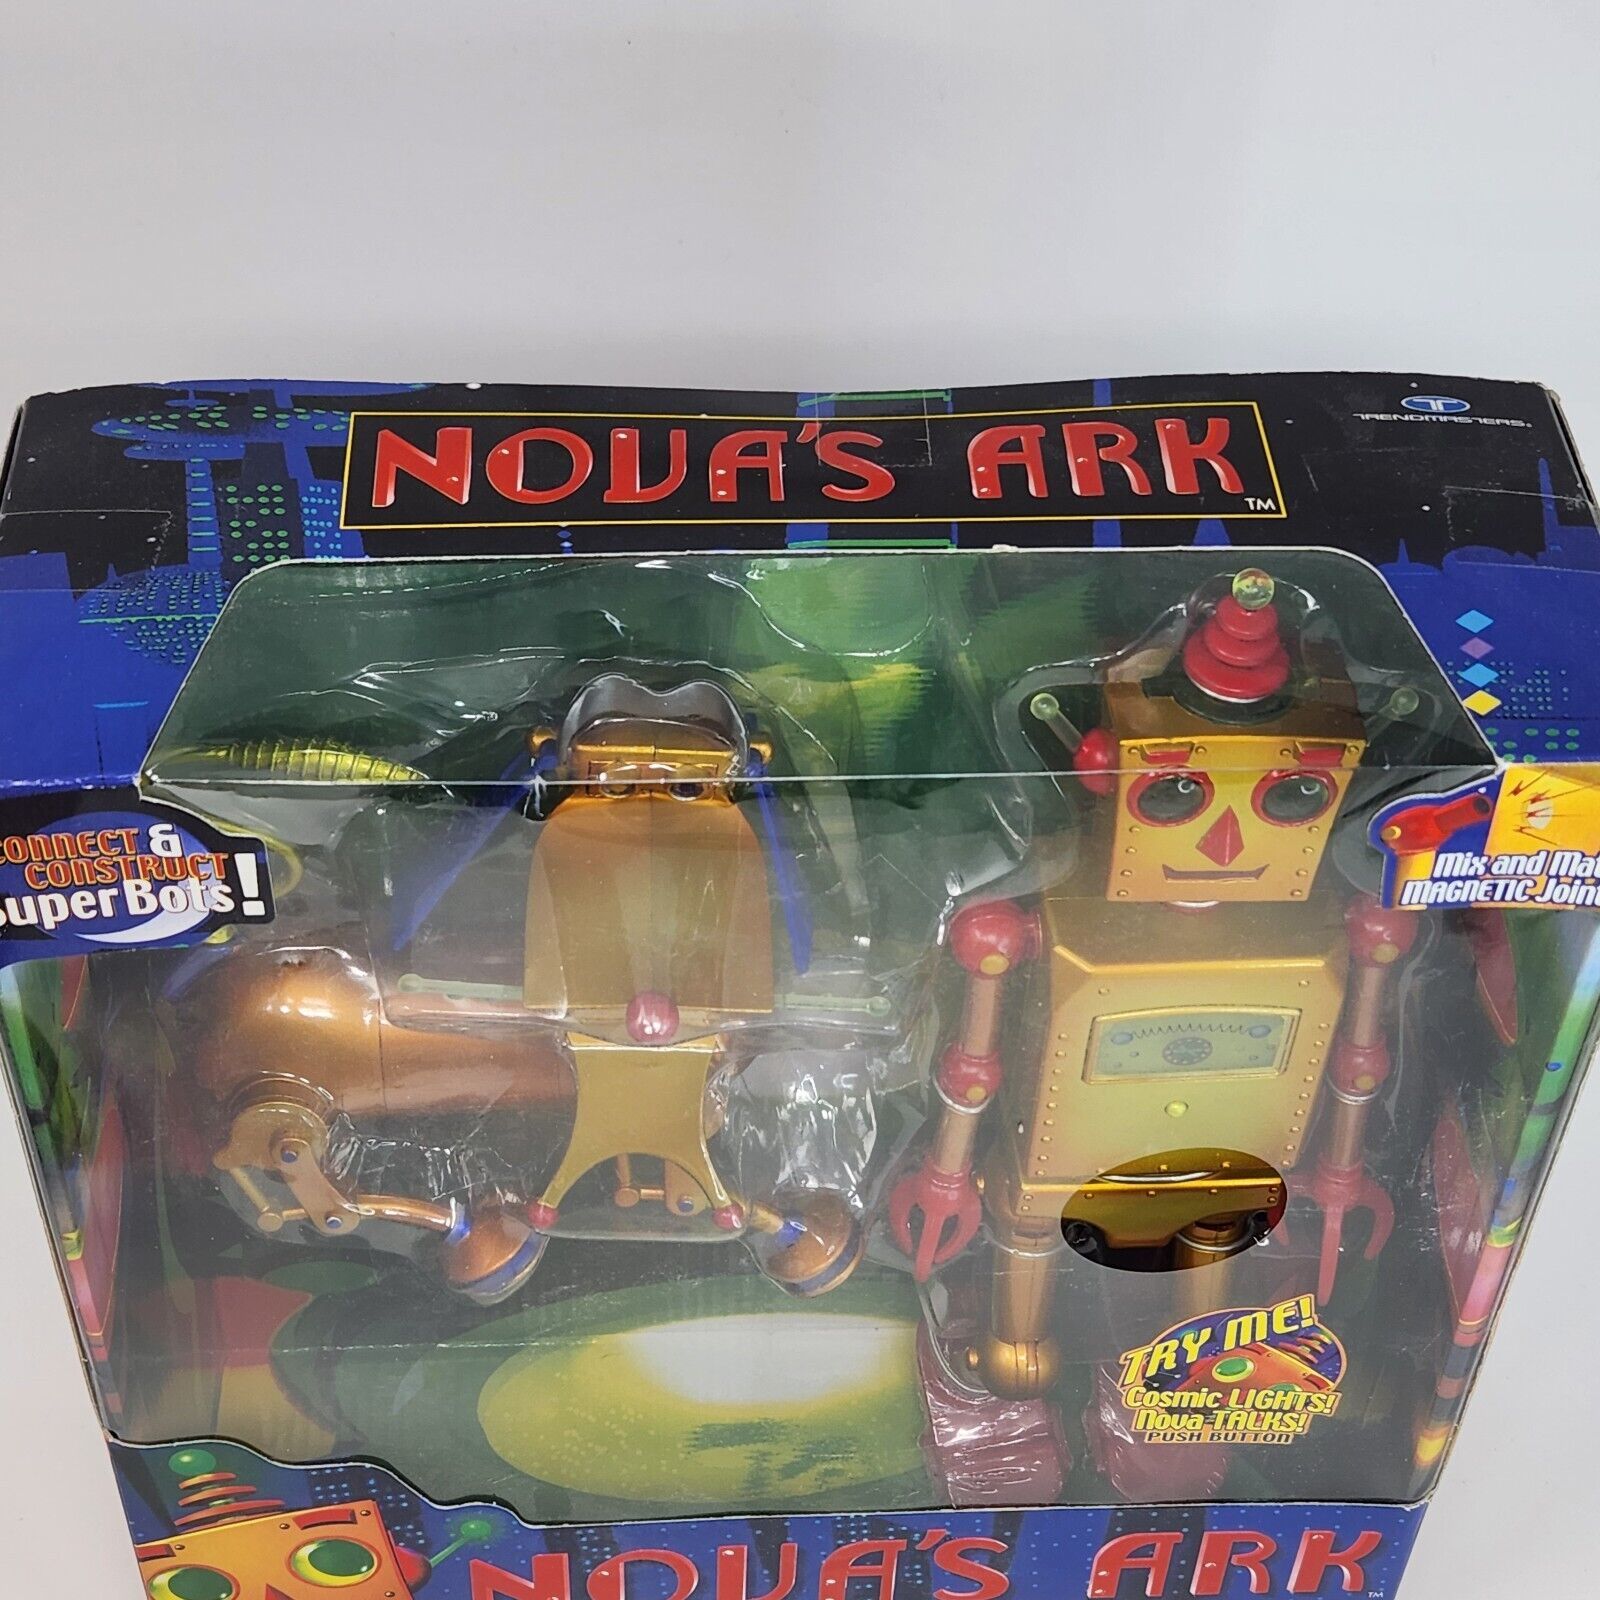 NOVA'S ARK TM
TRENDMASTERS
CONNECT &
CONSTRUCT
Super Bots!
Mix and Mat
MAGNETIC Joint
TRY ME!
Cosmic LIGHTS!
Nova TALKS!
PUSH BUTTON
NOVA'S ARK TM